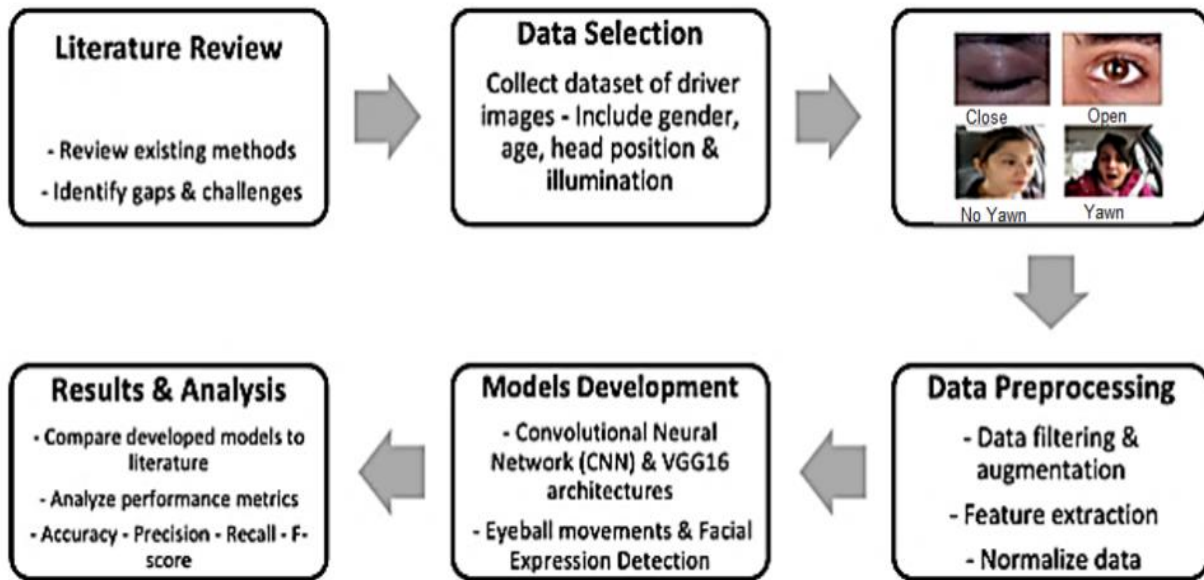 Literature Review
- Review existing methods
- Identify gaps & challenges
Data Selection
Collect dataset of driver
images - Include gender,
age, head position &
illumination
Close
Open
No Yawn
Yawn
Data Preprocessing
- Data filtering &
augmentation
- Feature extraction
- Normalize data
Models Development
- Convolutional Neural
Network (CNN) & VGG16
architectures
- Eyeball movements & Facial
Expression Detection
Results & Analysis
- Compare developed models to
literature
- Analyze performance metrics
- Accuracy - Precision - Recall - F-
score